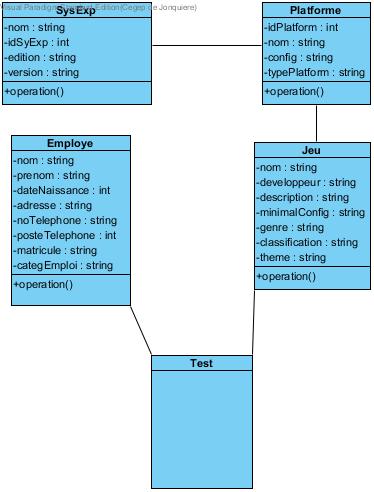 Visual Paradigm Standard Edition(Cegep de Jonquiere)
SysExp
-nom : string
-idSyExp : int
-edition : string
-version : string
+operation()
Platforme
-idPlatform : int
-nom : string
-config : string
-typePlatform : string
+operation()
Employe
-nom : string
-prenom : string
-dateNaissance : int
-adresse : string
-noTelephone : string
-posteTelephone : int
-matricule : string
-categEmploi : string
+operation()
Jeu
-nom : string
-developpeur : string
-description : string
-minimalConfig : string
-genre : string
-classification : string
-theme : string
+operation()
Test